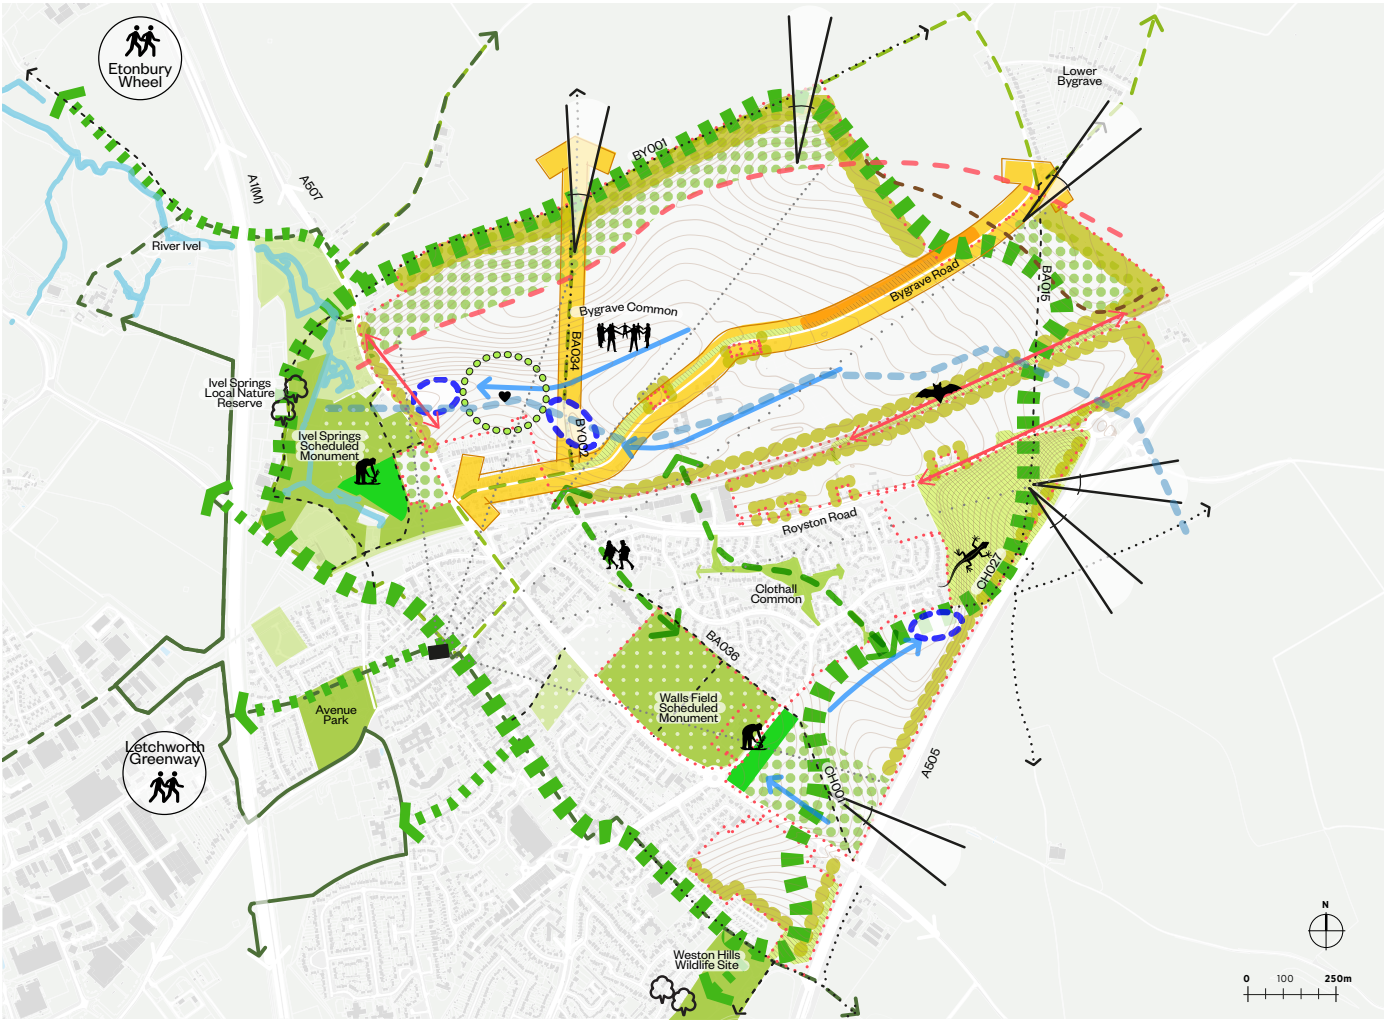 Etonbury
Wheel
Lower
Bygrave
BY001
A1(M)
A507
River Ivel
BA015
Bygrave Road
Bygrave Common
BA034
Ivel Springs
Local Nature
Reserve
BY002
Ivel Springs
Scheduled
Monument
Royston Road
CH027
Clothall
Common
BA036
Walls Field
Scheduled
Monument
Avenue
Park
Letchworth
Greenway
A505
CH001
Weston Hills
Wildlife Site
N
0 100 250m